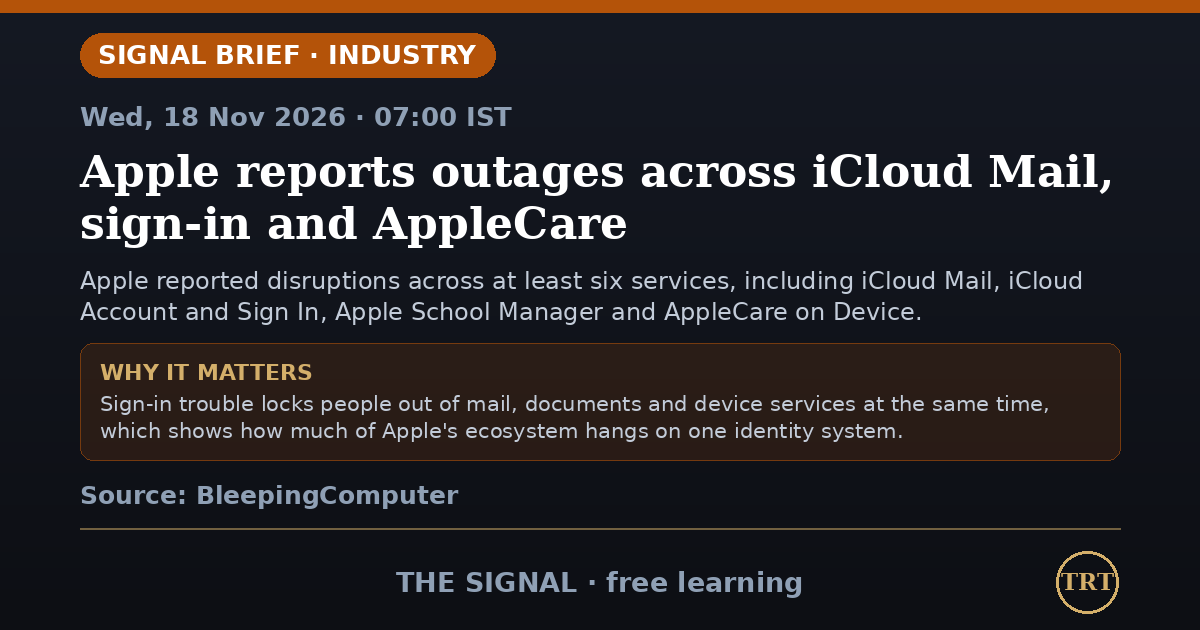 SIGNAL BRIEF · INDUSTRY
Wed, 18 Nov 2026 · 07:00 IST
Apple reports outages across iCloud Mail,
sign-in and AppleCare
Apple reported disruptions across at least six services, including iCloud Mail, iCloud
Account and Sign In, Apple School Manager and AppleCare on Device.
WHY IT MATTERS
Sign-in trouble locks people out of mail, documents and device services at the same time,
which shows how much of Apple's ecosystem hangs on one identity system.
Source: BleepingComputer
THE SIGNAL · free learning
TRT